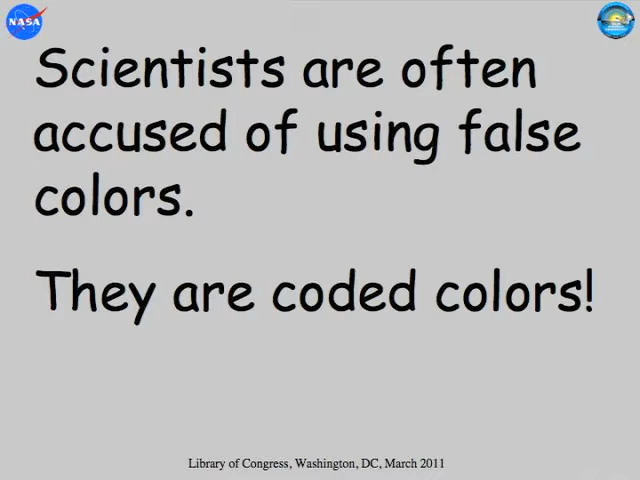 NASA
Scientists are often
accused of using false
colors.
They are coded colors!
Library of Congress, Washington, DC, March 2011